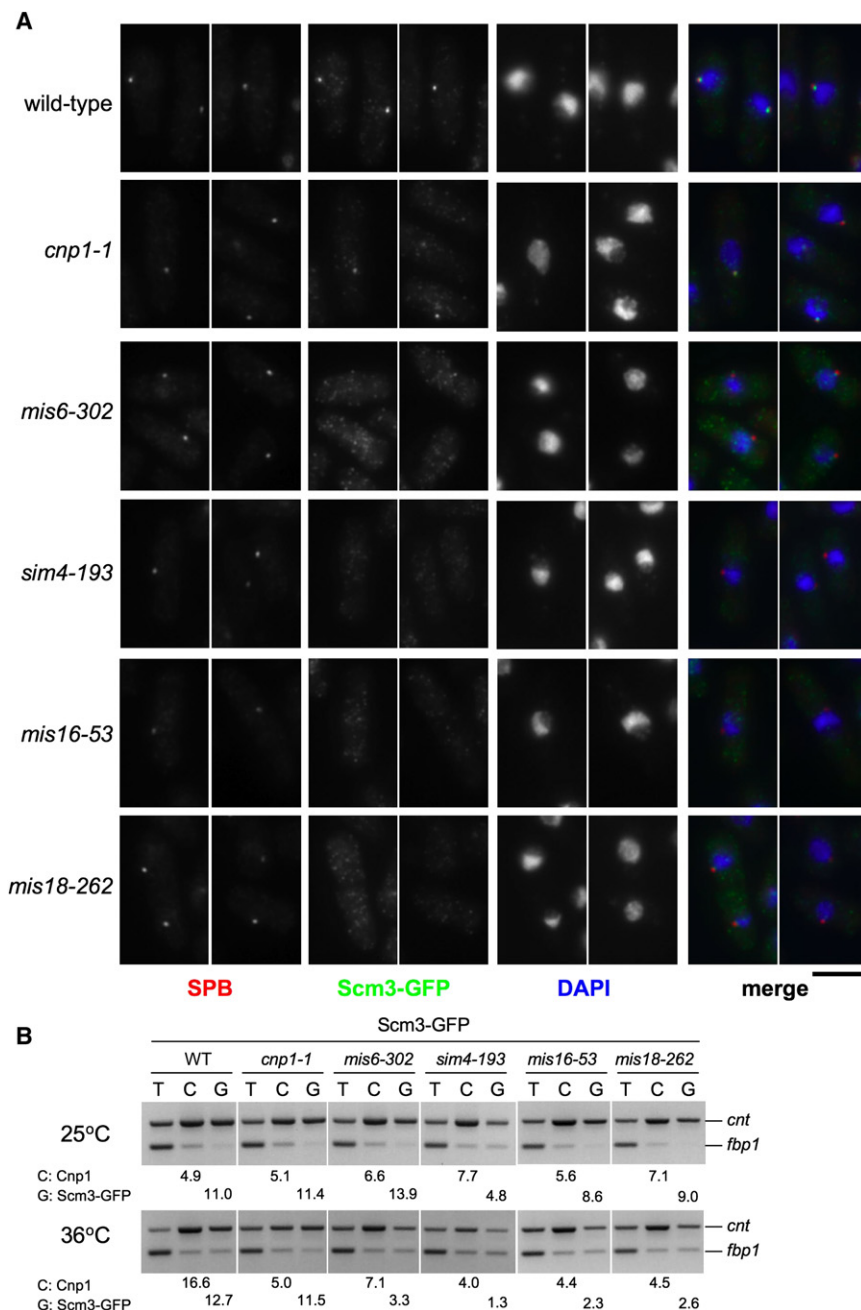 A
wild-type
cnp1-1
mis6-302
sim4-193
mis16-53
mis18-262
SPB Scm3-GFP DAPI merge
B
Scm3-GFP
WT cnp1-1 mis6-302 sim4-193 mis16-53 mis18-262
T C G T C G T C G T C G T C G T C G
25°C
cnt
fbp1
C: Cnp1 4.9 5.1 6.6 7.7 5.6 7.1
G: Scm3-GFP 11.0 11.4 13.9 4.8 8.6 9.0
36°C
cnt
fbp1
C: Cnp1 16.6 5.0 7.1 4.0 4.4 4.5
G: Scm3-GFP 12.7 11.5 3.3 1.3 2.3 2.6